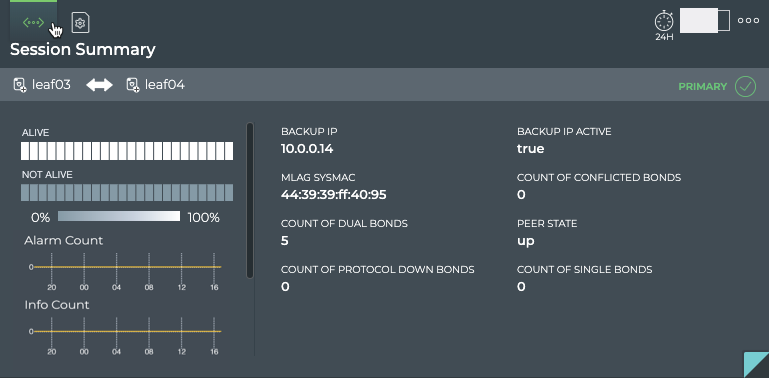 24H
Session Summary
leaf03 leaf04
PRIMARY
ALIVE
NOT ALIVE
0% 100%
Alarm Count
0
20 00 04 08 12 16
Info Count
0
20 00 04 08 12 16
BACKUP IP
10.0.0.14
BACKUP IP ACTIVE
true
MLAG SYSMAC
44:39:39:ff:40:95
COUNT OF CONFLICTED BONDS
0
COUNT OF DUAL BONDS
5
PEER STATE
up
COUNT OF PROTOCOL DOWN BONDS
0
COUNT OF SINGLE BONDS
0